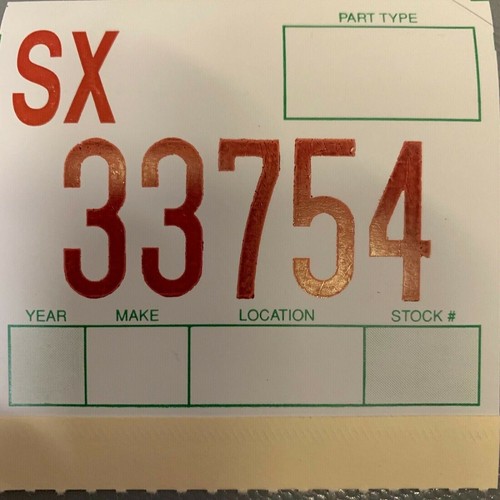 PART TYPE
SX
33754
YEAR MAKE LOCATION STOCK #